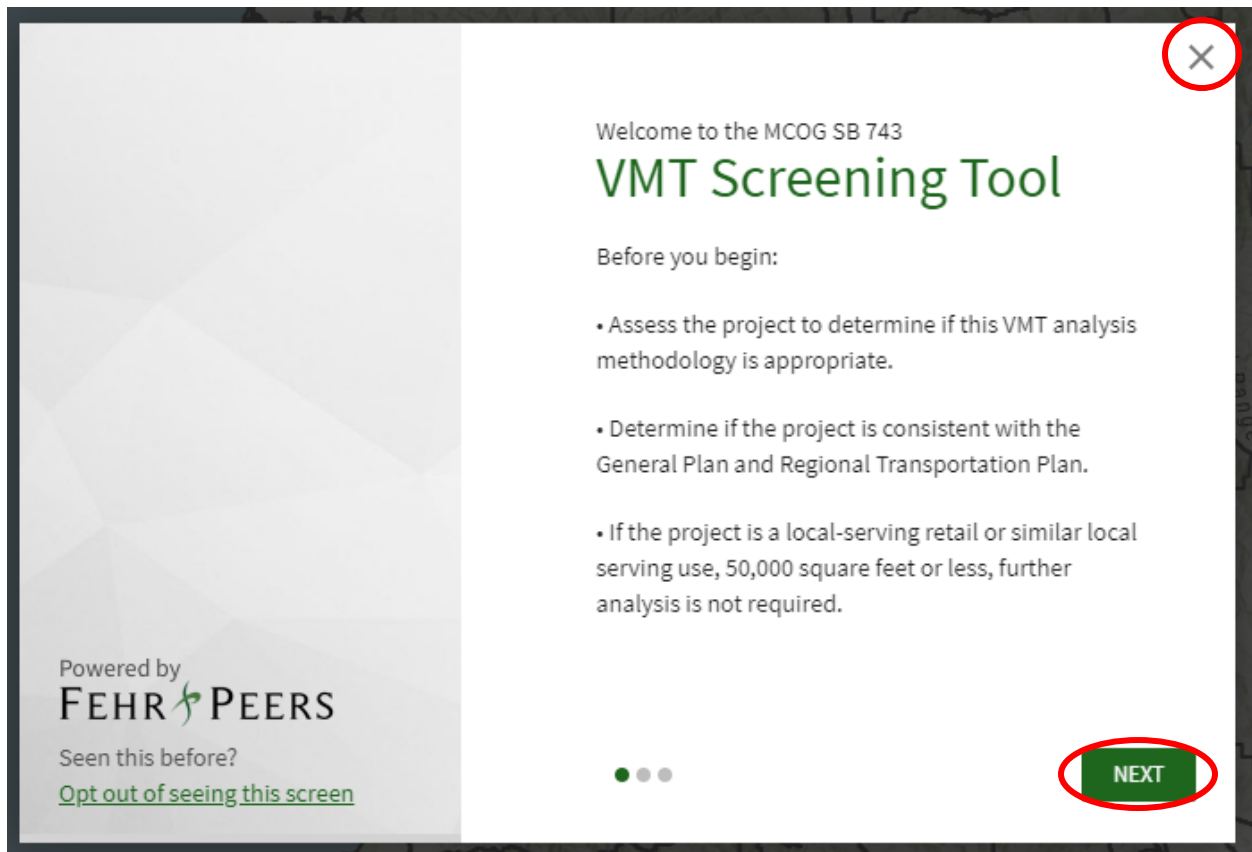 Welcome to the MCOG SB 743
VMT Screening Tool
Before you begin:
• Assess the project to determine if this VMT analysis
methodology is appropriate.
• Determine if the project is consistent with the
General Plan and Regional Transportation Plan.
• If the project is a local-serving retail or similar local
serving use, 50,000 square feet or less, further
analysis is not required.
Powered by
FEHR PEERS
Seen this before?
Opt out of seeing this screen
NEXT